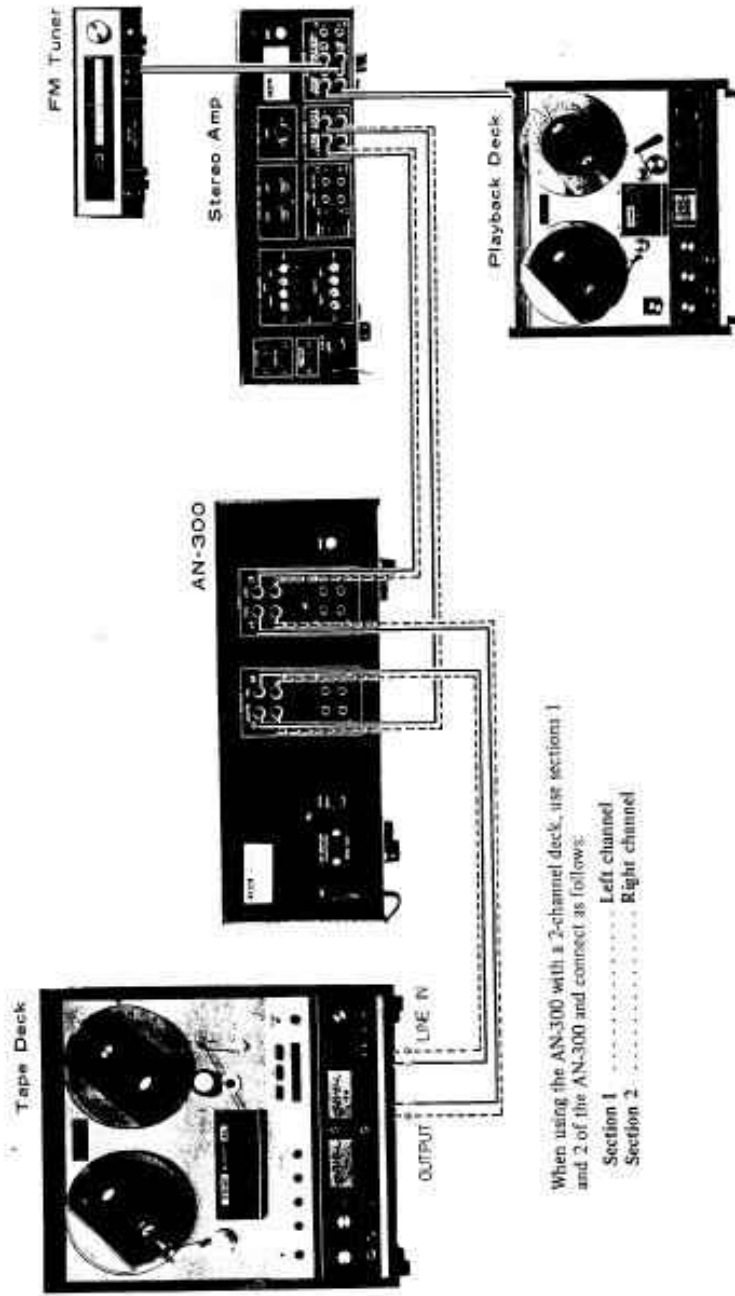 Tape Deck
AN-300
Stereo Amp
FM Tuner
OUTPUT
LINE IN
Playback Deck
When using the AN-300 with a 2-channel deck, use sections 1
and 2 of the AN-300 and connect as follows:
Section 1 . . . . . . . . . . . . . . . Left channel
Section 2 . . . . . . . . . . . . . . . Right channel